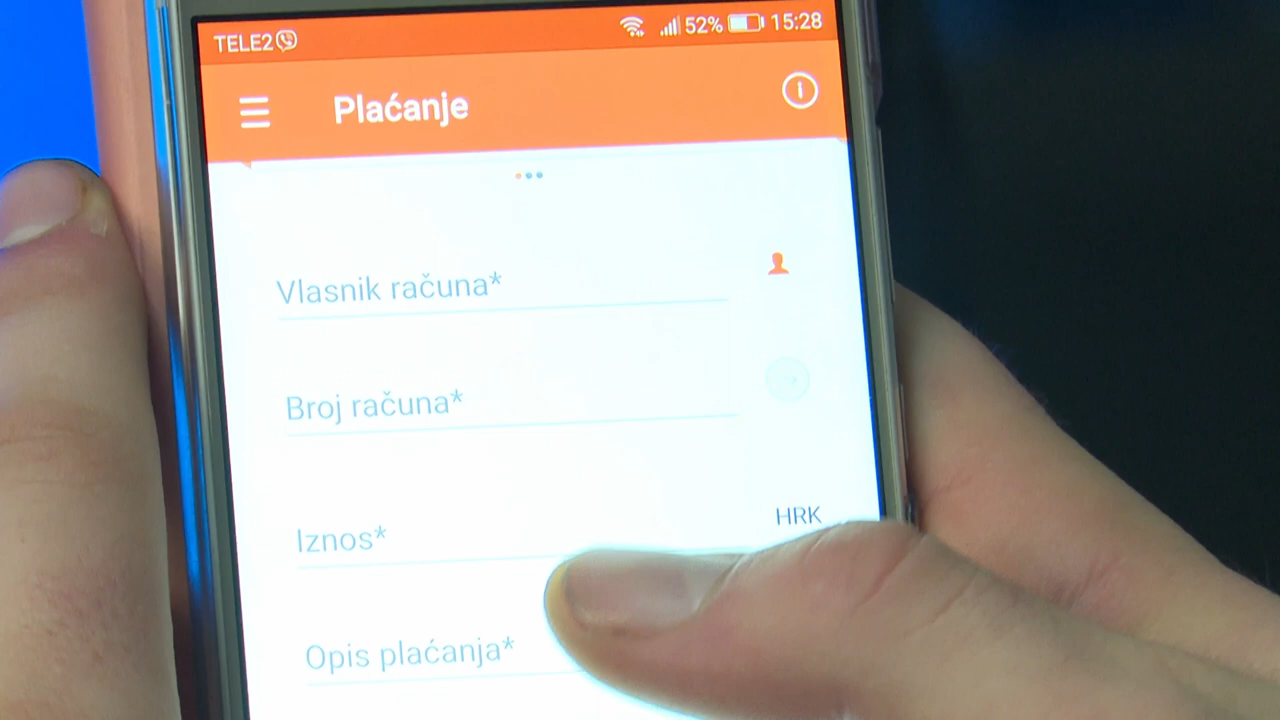 TELE2 52% 15:28
Plaćanje
Vlasnik računa*
Broj računa*
HRK
Iznos*
Opis plaćanja*